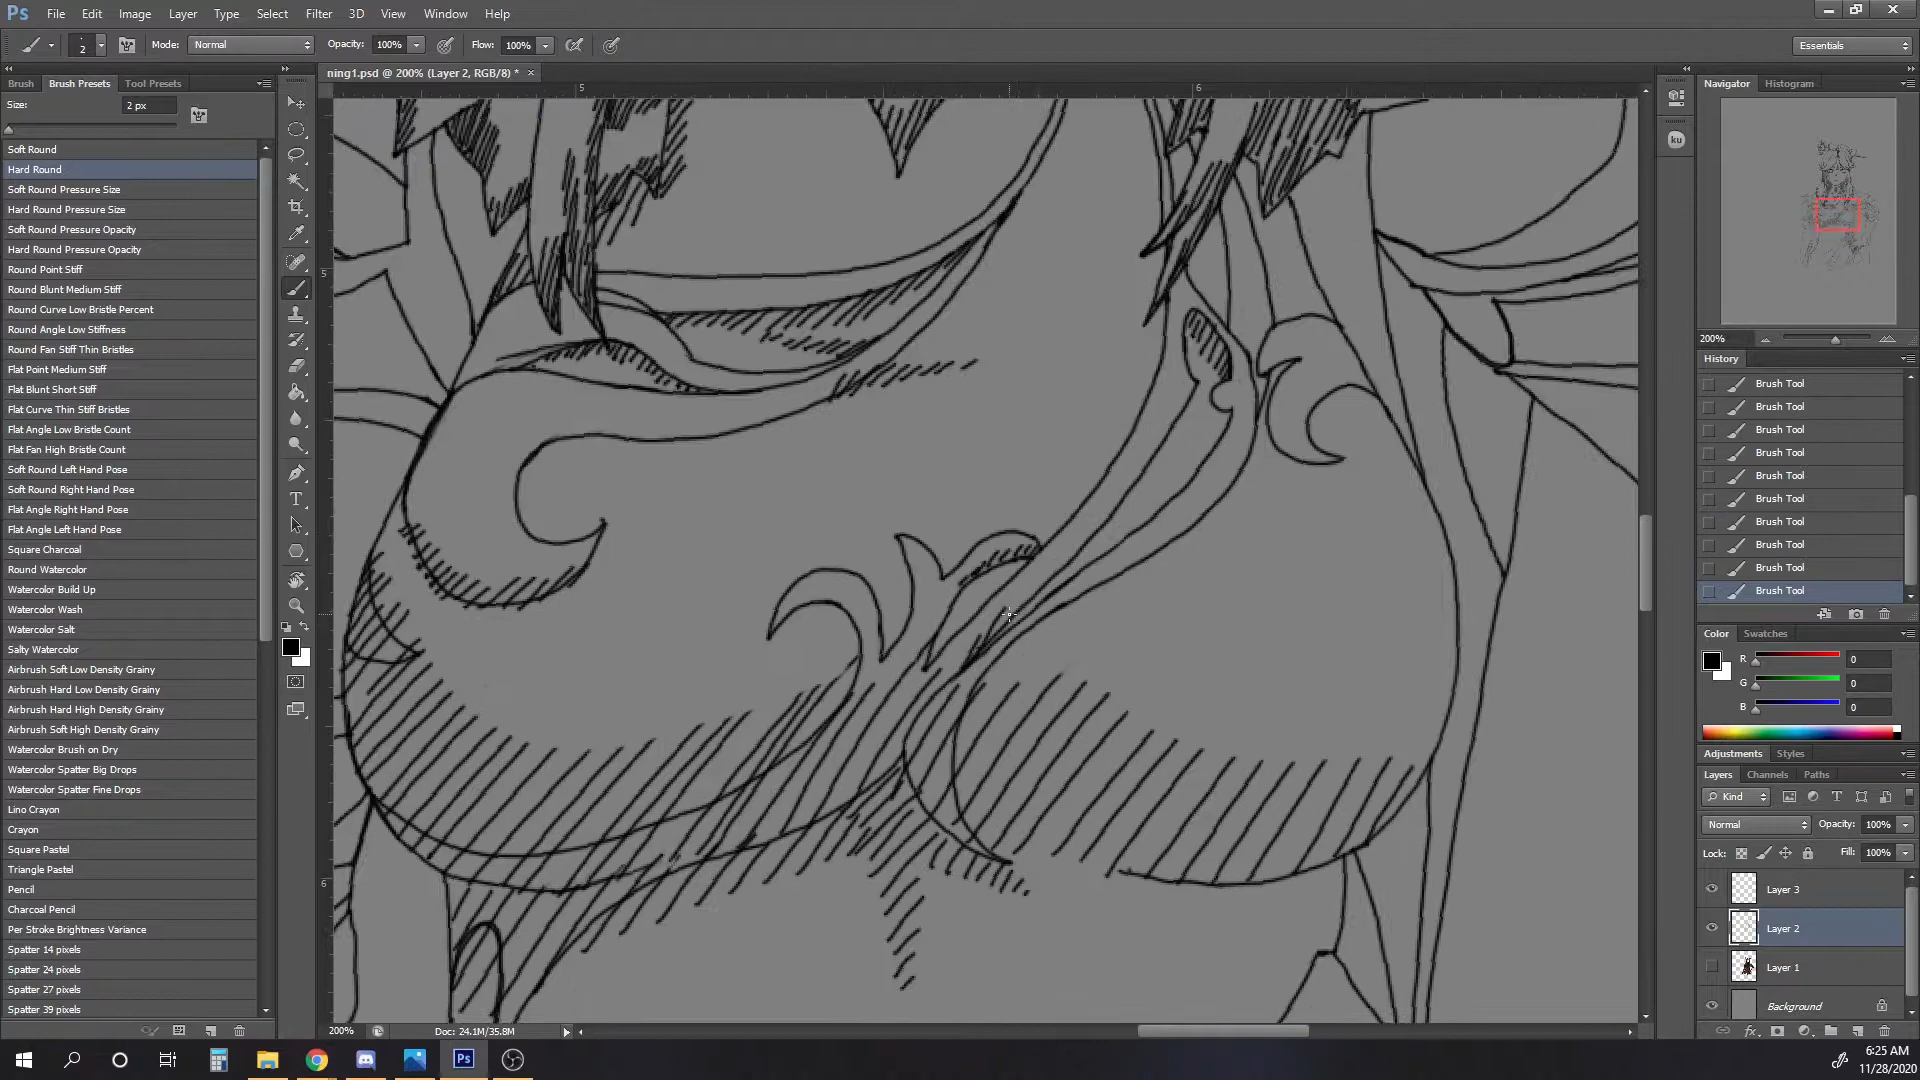 Ps File Edit Image Layer Type Select Filter 3D View Window Help
2 Mode: Normal Opacity: 100% Flow: 100% Essentials
ning1.psd @ 200% (Layer 2, RGB/8) * ×
Brush Brush Presets Tool Presets
Size: 2 px
Soft Round
Hard Round
Soft Round Pressure Size
Hard Round Pressure Size
Soft Round Pressure Opacity
Hard Round Pressure Opacity
Round Point Stiff
Round Blunt Medium Stiff
Round Curve Low Bristle Percent
Round Angle Low Stiffness
Round Fan Stiff Thin Bristles
Flat Point Medium Stiff
Flat Blunt Short Stiff
Flat Curve Thin Stiff Bristles
Flat Angle Low Bristle Count
Flat Fan High Bristle Count
Soft Round Left Hand Pose
Soft Round Right Hand Pose
Flat Angle Right Hand Pose
Flat Angle Left Hand Pose
Square Charcoal
Round Watercolor
Watercolor Build Up
Watercolor Wash
Watercolor Salt
Salty Watercolor
Airbrush Soft Low Density Grainy
Airbrush Hard Low Density Grainy
Airbrush Hard High Density Grainy
Airbrush Soft High Density Grainy
Watercolor Brush on Dry
Watercolor Spatter Big Drops
Watercolor Spatter Fine Drops
Lino Crayon
Crayon
Square Pastel
Triangle Pastel
Pencil
Charcoal Pencil
Per Stroke Brightness Variance
Spatter 14 pixels
Spatter 24 pixels
Spatter 27 pixels
Spatter 39 pixels
5 6
5
6
200% Doc: 24.1M/35.8M
ku
Navigator Histogram
200%
History
Brush Tool
Brush Tool
Brush Tool
Brush Tool
Brush Tool
Brush Tool
Brush Tool
Brush Tool
Brush Tool
Brush Tool
Color Swatches
R 0
G 0
B 0
Adjustments Styles
Layers Channels Paths
Kind
Normal Opacity: 100%
Lock: Fill: 100%
Layer 3
Layer 2
Layer 1
Background
fx
Ps
6:25 AM
11/28/2020